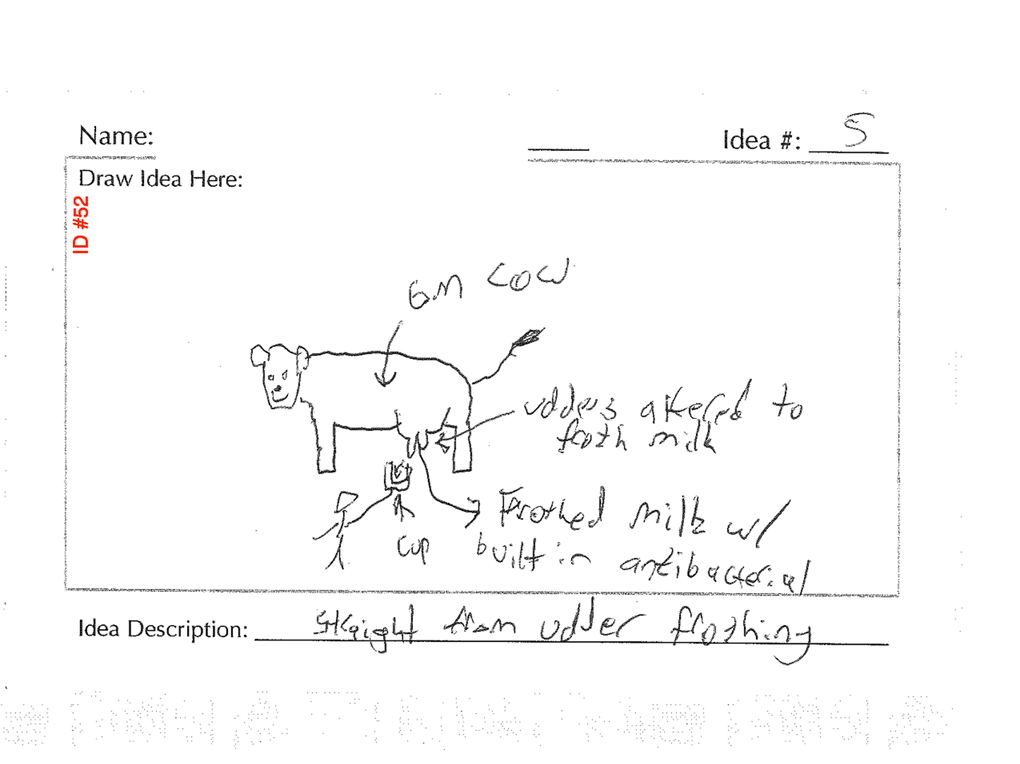 Name:
Idea #: 5
Draw Idea Here:
ID #52
GM COW
udders altered to
froth milk
Frothed milk w/
built in antibacterial
cup
Idea Description: straight from udder frothing